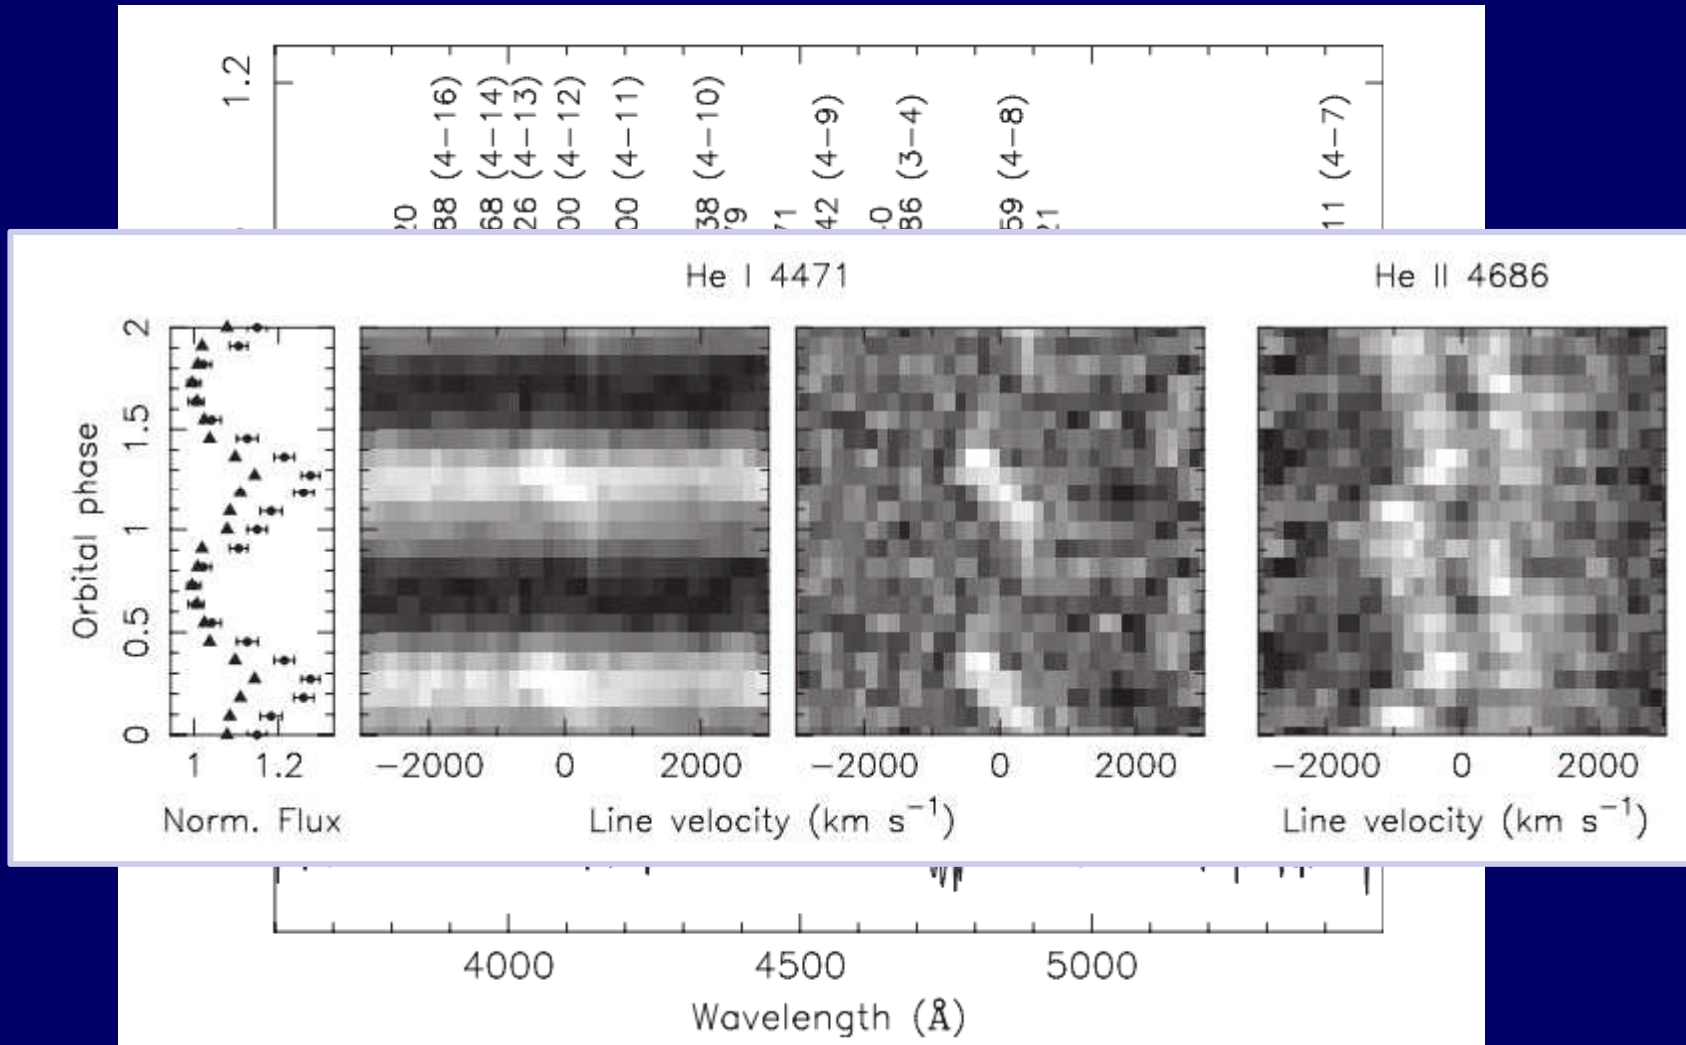 1.2
(4−16)
(4−14)
(4−13)
(4−12)
(4−11)
(4−10)
(4−9)
(3−4)
(4−8)
(4−7)
He I 4471
He II 4686
Orbital phase
2
1.5
1
0.5
0
1 1.2
−2000 0 2000
−2000 0 2000
−2000 0 2000
Norm. Flux
Line velocity (km s−1)
Line velocity (km s−1)
4000 4500 5000
Wavelength (Å)